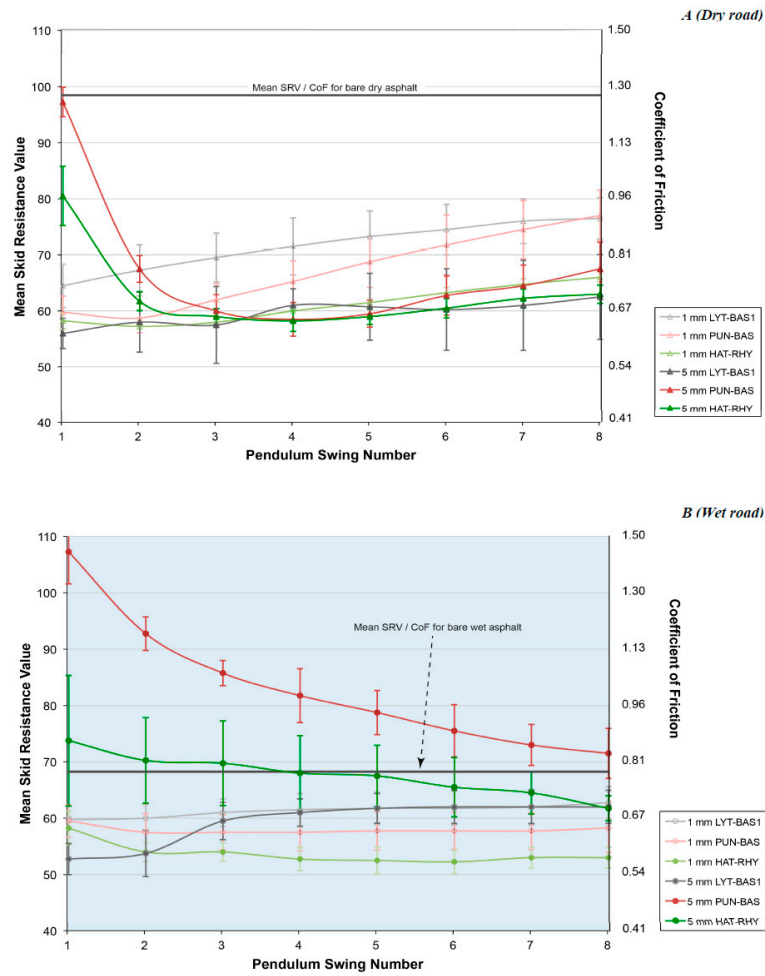 A (Dry road)
110
100
90
80
70
60
50
40
Mean Skid Resistance Value
Mean SRV / CoF for bare dry asphalt
1.50
1.30
1.13
0.96
0.81
0.67
0.54
0.41
Coefficient of Friction
1 2 3 4 5 6 7 8
Pendulum Swing Number
1 mm LYT-BAS1
1 mm PUN-BAS
1 mm HAT-RHY
5 mm LYT-BAS1
5 mm PUN-BAS
5 mm HAT-RHY
B (Wet road)
110
100
90
80
70
60
50
40
Mean Skid Resistance Value
Mean SRV / CoF for bare wet asphalt
1.50
1.30
1.13
0.96
0.81
0.67
0.54
0.41
Coefficient of Friction
1 2 3 4 5 6 7 8
Pendulum Swing Number
1 mm LYT-BAS1
1 mm PUN-BAS
1 mm HAT-RHY
5 mm LYT-BAS1
5 mm PUN-BAS
5 mm HAT-RHY